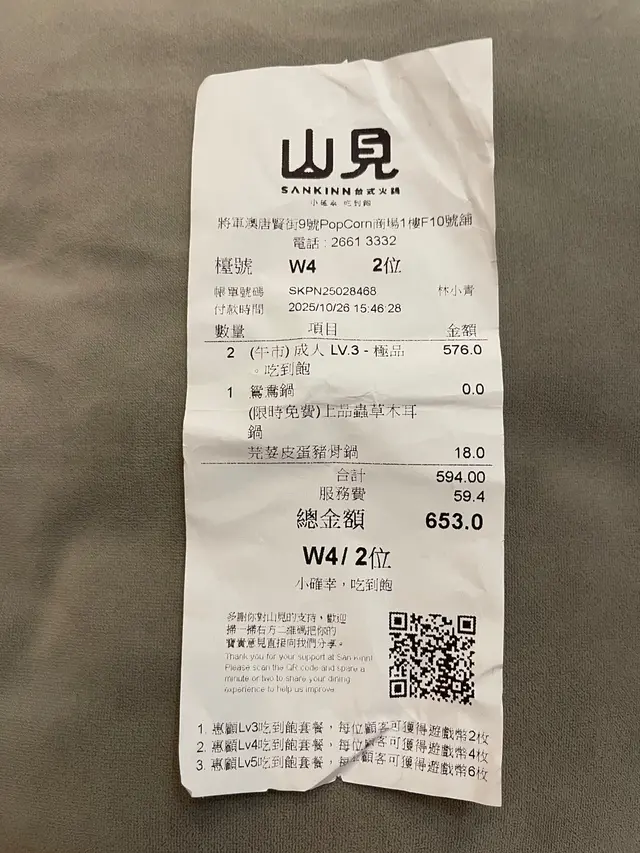 山見
SANKINN 台式火鍋
小確幸 吃到飽
將軍澳唐賢街9號PopCorn商場1樓F10號舖
電話 : 2661 3332
檯號 W4 2位
帳單號碼 SKPN25028468 林小青
付款時間 2025/10/26 15:46:28
數量 項目 金額
2 (午市) 成人 LV.3 - 極品 576.0
。吃到飽
1 鴛鴦鍋 0.0
(限時免費)上品蟲草木耳
鍋
芫荽皮蛋豬骨鍋 18.0
合計 594.00
服務費 59.4
總金額 653.0
W4 / 2位
小確幸，吃到飽
多謝你對山見的支持，歡迎
掃一掃右方二維碼把你的
寶貴意見直接向我們分享。
Thank you for your support at San-kinn!
Please scan the QR code and spare a
minute or two to share your dining
experience to help us improve
1. 惠顧Lv3吃到飽套餐，每位顧客可獲得遊戲幣2枚
2. 惠顧Lv4吃到飽套餐，每位顧客可獲得遊戲幣4枚
3. 惠顧Lv5吃到飽套餐，每位顧客可獲得遊戲幣6枚